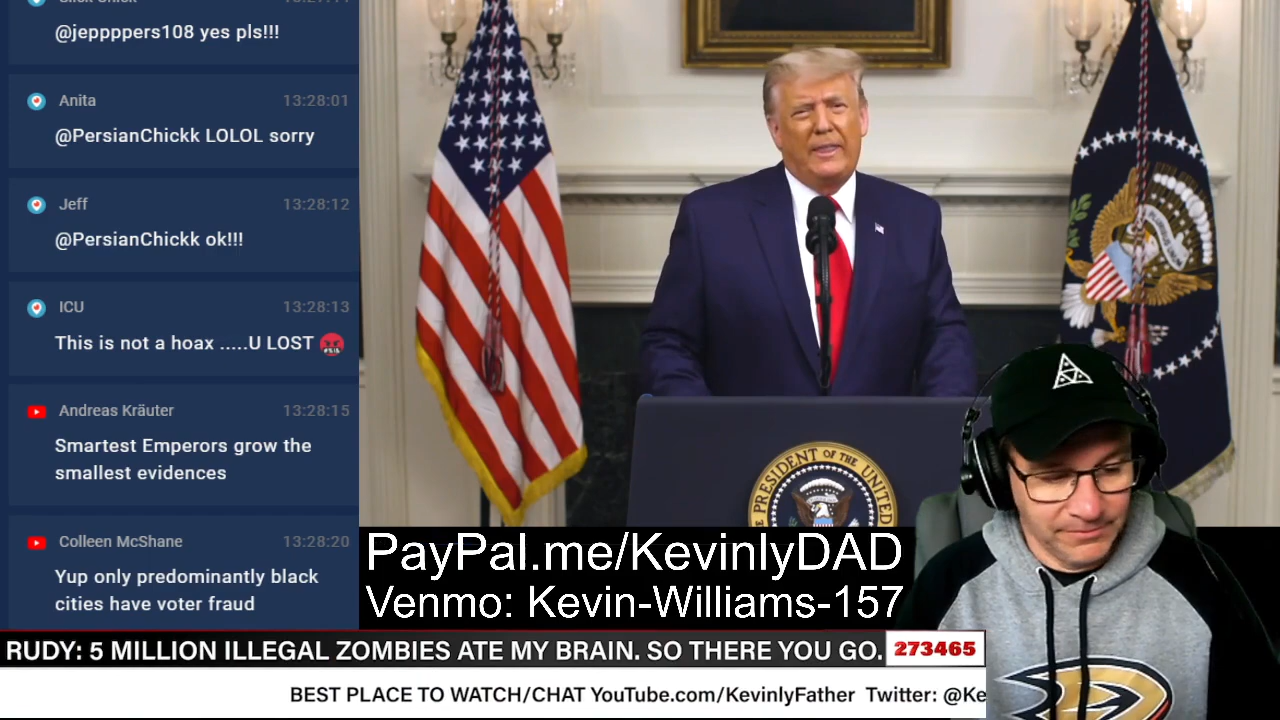 @jeppppers108 yes pls!!!
Anita 13:28:01
@PersianChickk LOLOL sorry
Jeff 13:28:12
@PersianChickk ok!!!
ICU 13:28:13
This is not a hoax .....U LOST
Andreas Kräuter 13:28:15
Smartest Emperors grow the
smallest evidences
Colleen McShane 13:28:20
Yup only predominantly black
cities have voter fraud
PRESIDENT OF THE UNITED
PayPal.me/KevinlyDAD
Venmo: Kevin-Williams-157
RUDY: 5 MILLION ILLEGAL ZOMBIES ATE MY BRAIN. SO THERE YOU GO. 273465
BEST PLACE TO WATCH/CHAT YouTube.com/KevinlyFather Twitter: @Ke